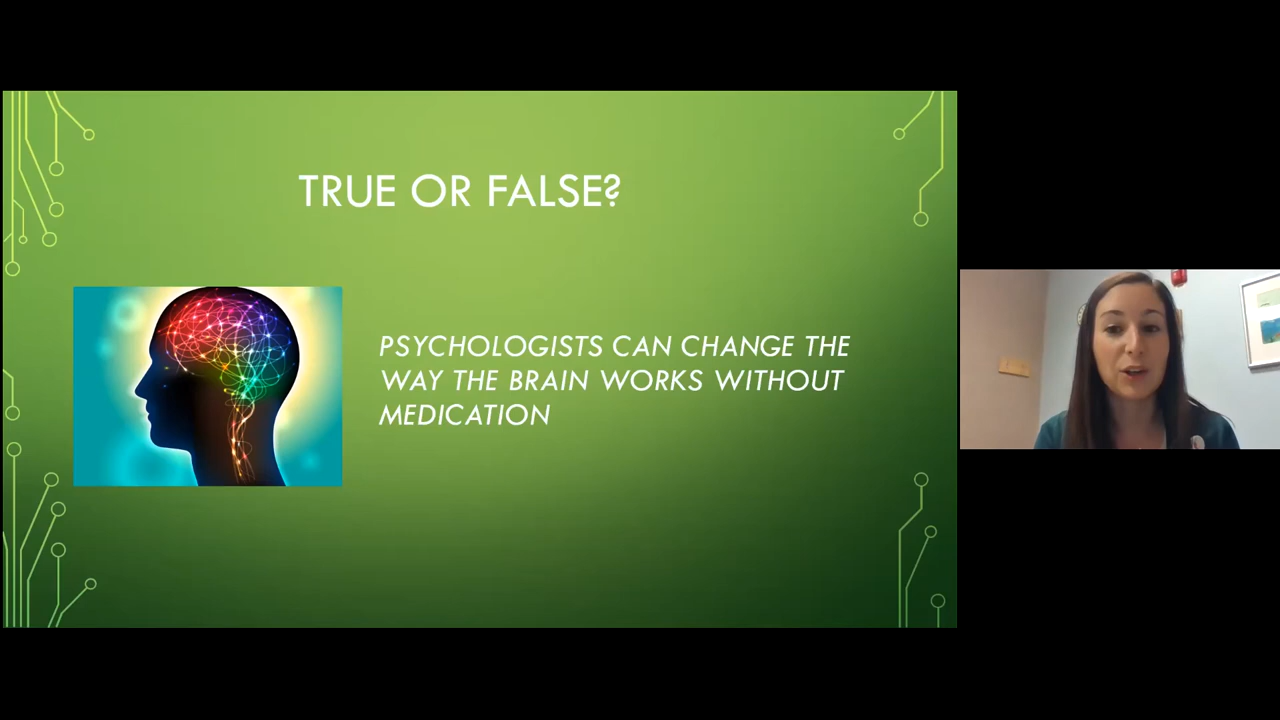 TRUE OR FALSE?
PSYCHOLOGISTS CAN CHANGE THE
WAY THE BRAIN WORKS WITHOUT
MEDICATION